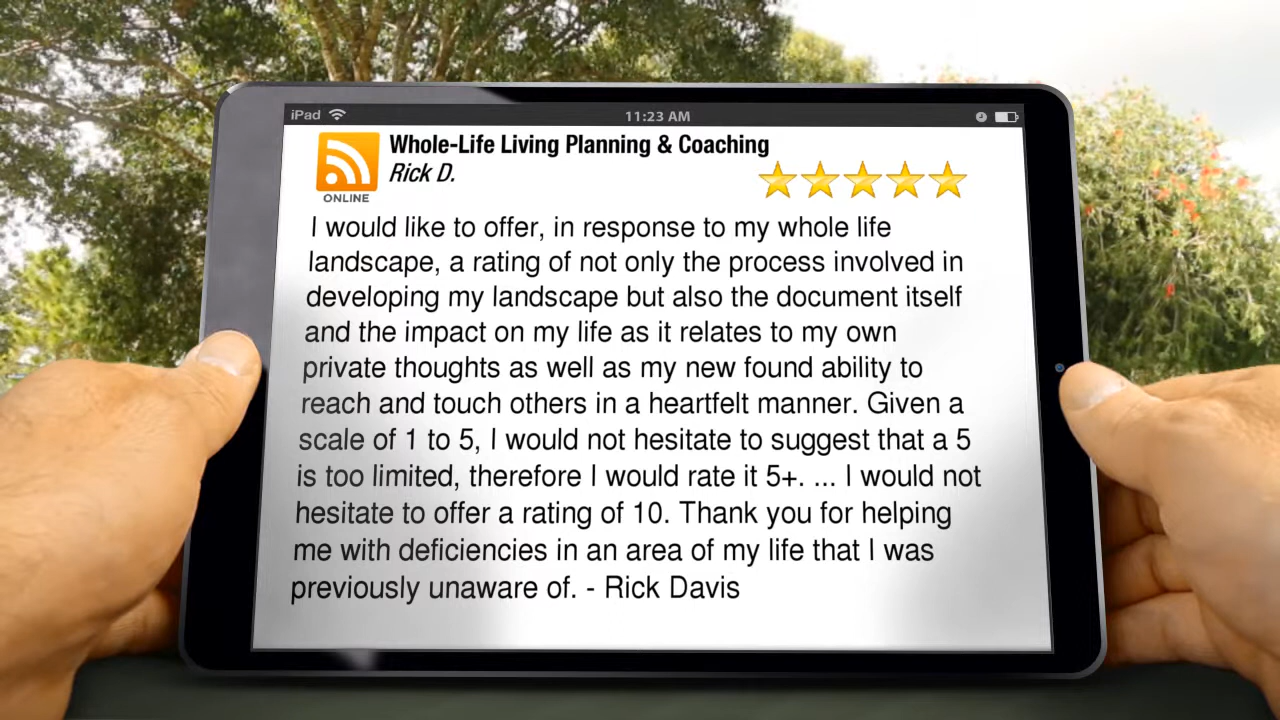 iPad
11:23 AM
ONLINE
Whole-Life Living Planning & Coaching
Rick D.
I would like to offer, in response to my whole life
landscape, a rating of not only the process involved in
developing my landscape but also the document itself
and the impact on my life as it relates to my own
private thoughts as well as my new found ability to
reach and touch others in a heartfelt manner. Given a
scale of 1 to 5, I would not hesitate to suggest that a 5
is too limited, therefore I would rate it 5+. ... I would not
hesitate to offer a rating of 10. Thank you for helping
me with deficiencies in an area of my life that I was
previously unaware of. - Rick Davis